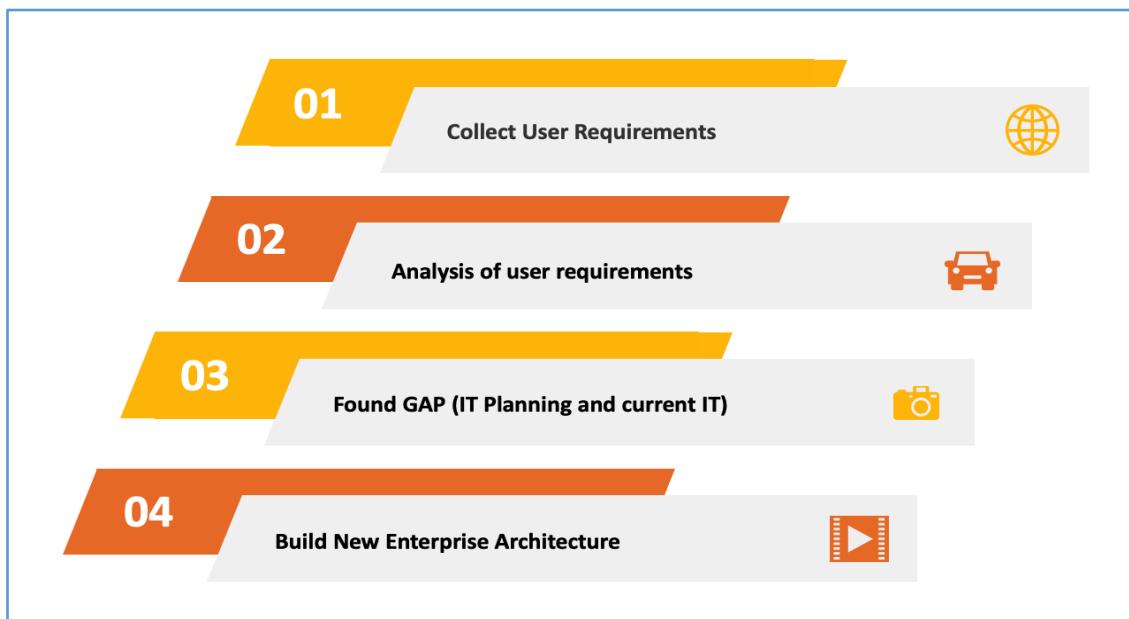 01
Collect User Requirements
02
Analysis of user requirements
03
Found GAP (IT Planning and current IT)
04
Build New Enterprise Architecture